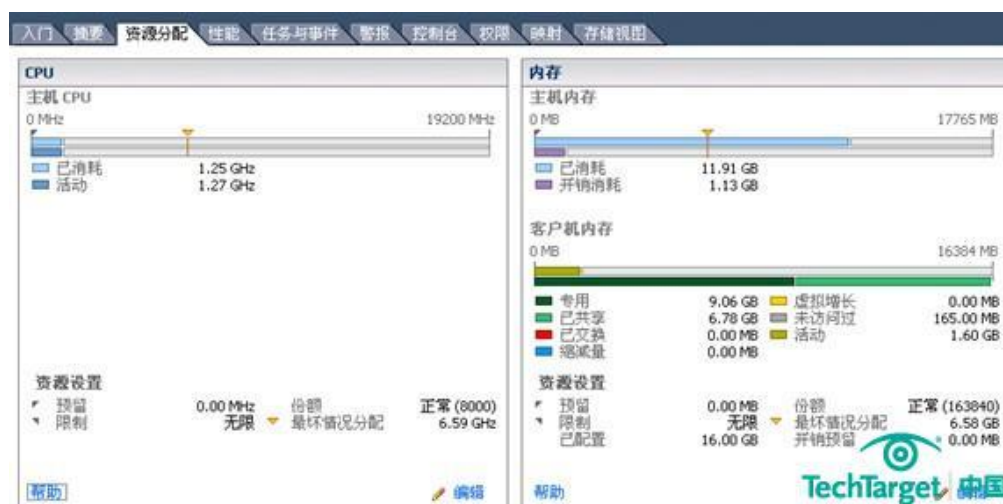 入门 摘要 资源分配 性能 任务与事件 警报 控制台 权限 映射 存储视图
CPU
主机 CPU
0 MHz 19200 MHz
已消耗 1.25 GHz
活动 1.27 GHz
资源设置
预留 0.00 MHz 份额 正常 (8000)
限制 无限 最坏情况分配 6.59 GHz
帮助 编辑
内存
主机内存
0 MB 17765 MB
已消耗 11.91 GB
开销消耗 1.13 GB
客户机内存
0 MB 16384 MB
专用 9.06 GB 虚拟增长 0.00 MB
已共享 6.78 GB 未访问过 165.00 MB
已交换 0.00 MB 活动 1.60 GB
缩减量 0.00 MB
资源设置
预留 0.00 MB 份额 正常 (163840)
限制 无限 最坏情况分配 6.58 GB
已配置 16.00 GB 开销预留 0.00 MB
帮助
TechTarget 中国